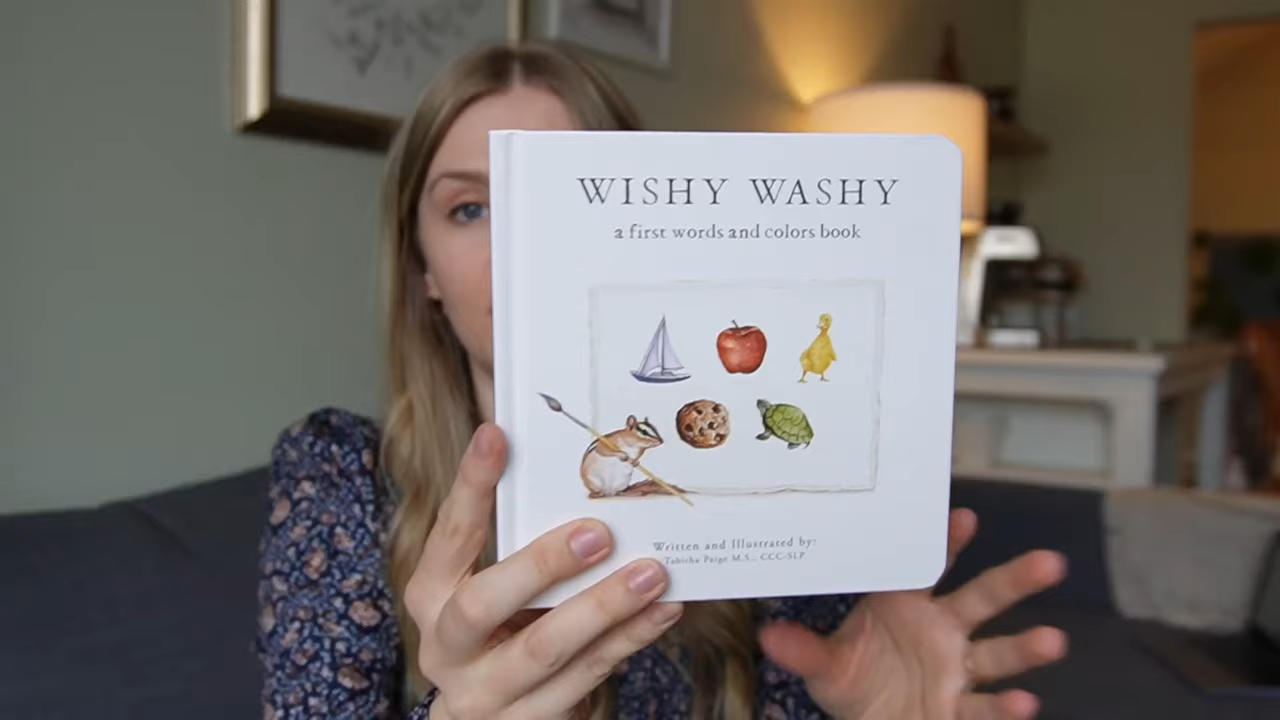 WISHY WASHY
a first words and colors book
Written and Illustrated by:
Tabitha Paige M.S., CCC-SLP